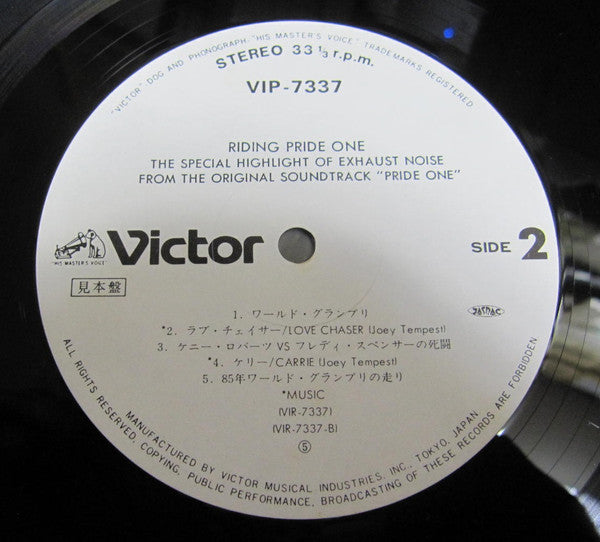 "VICTOR" DOG AND PHONOGRAPH-"HIS MASTER'S VOICE" TRADEMARKS REGISTERED
STEREO 33 1/3 r.p.m.
VIP-7337
RIDING PRIDE ONE
THE SPECIAL HIGHLIGHT OF EXHAUST NOISE
FROM THE ORIGINAL SOUNDTRACK "PRIDE ONE"
"HIS MASTER'S VOICE"
Victor
SIDE 2
見本盤
1. ワールド・グランプリ
*2. ラブ・チェイサー/LOVE CHASER (Joey Tempest)
3. ケニー・ロバーツ VS フレディ・スペンサーの死闘
*4. ケリー/CARRIE (Joey Tempest)
5. 85年ワールド・グランプリの走り
*MUSIC
(VIR-7337)
(VIR-7337-B)
⑤
MANUFACTURED BY VICTOR MUSICAL INDUSTRIES, INC., TOKYO, JAPAN
ALL RIGHTS RESERVED. COPYING, PUBLIC PERFORMANCE, BROADCASTING OF THESE RECORDS ARE FORBIDDEN